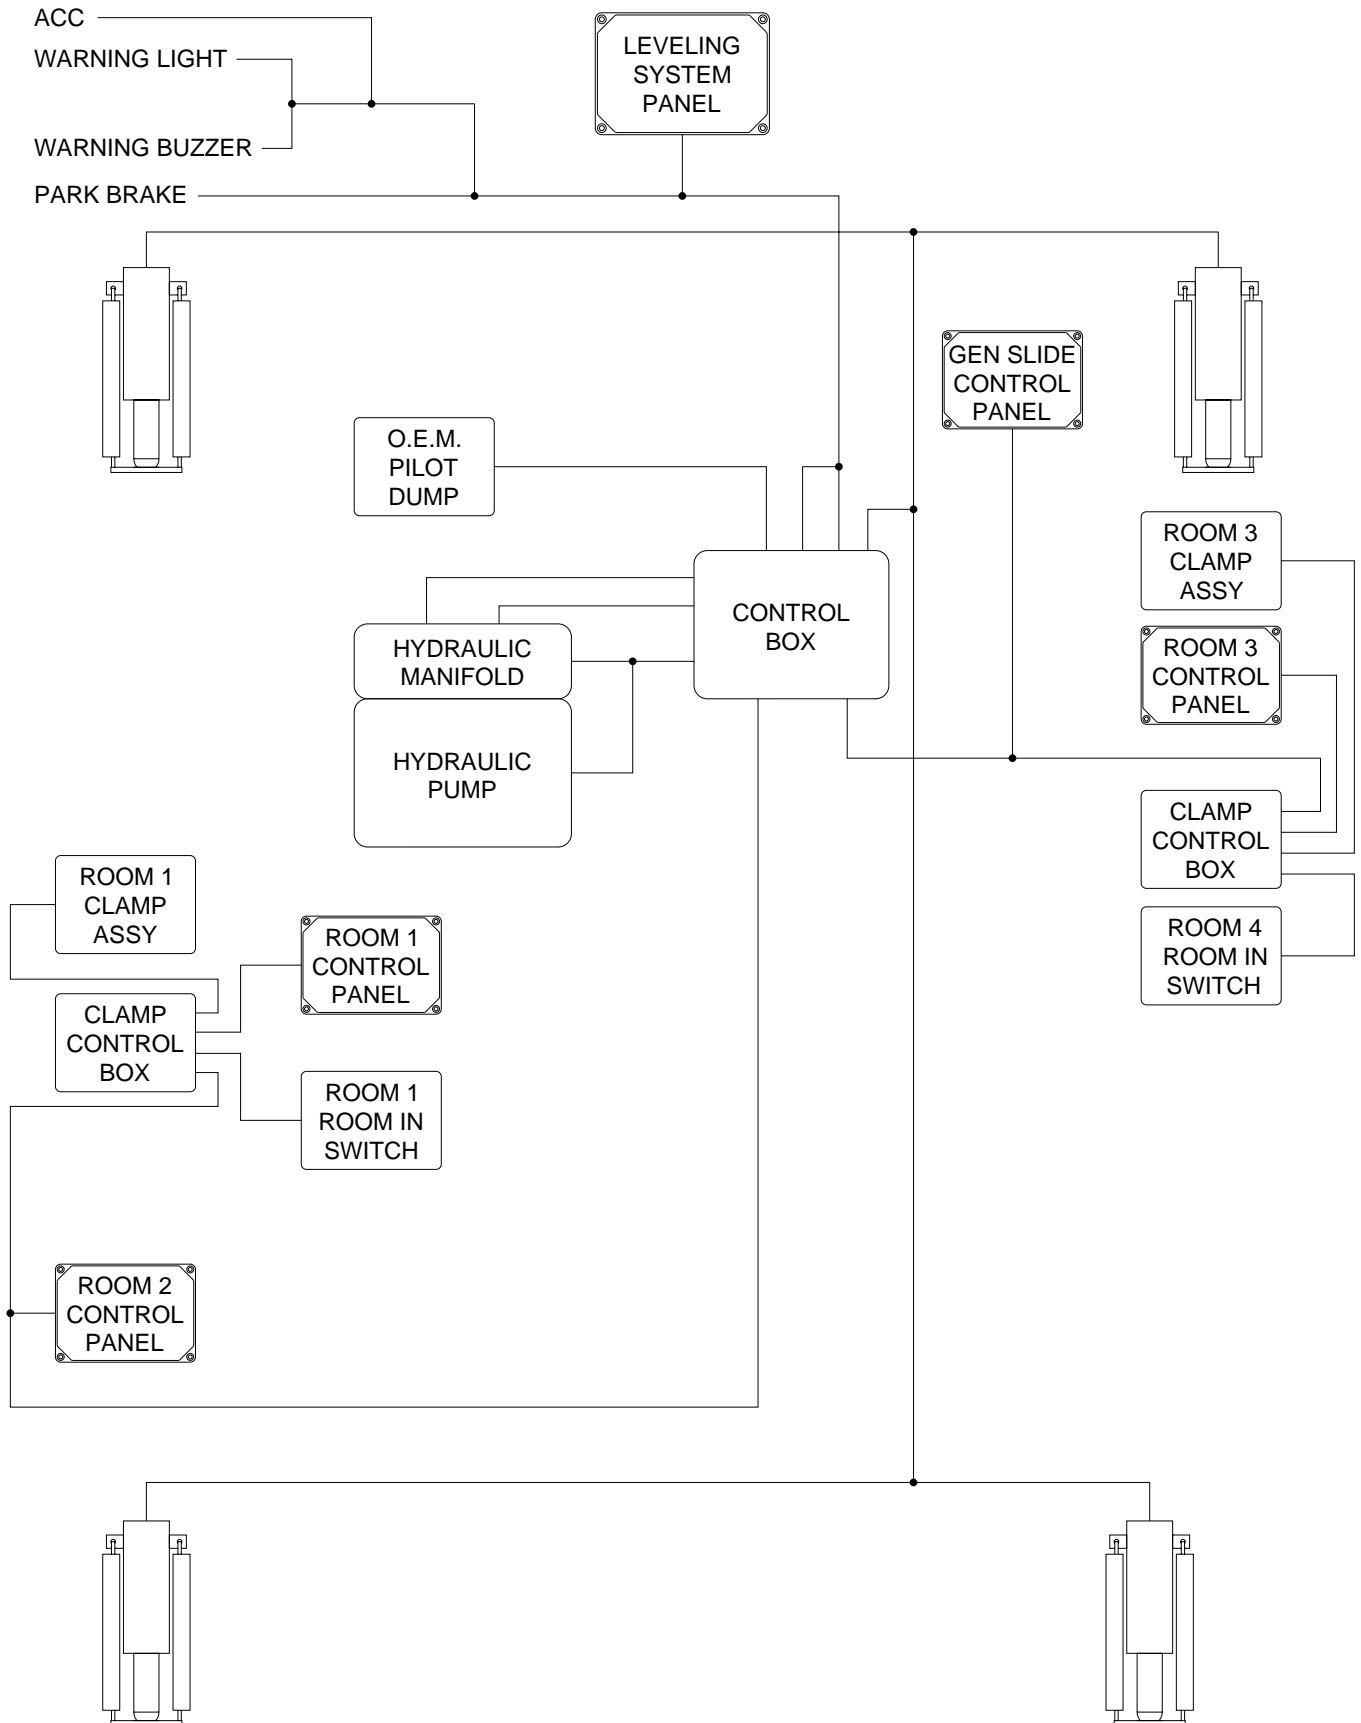 ACC
WARNING LIGHT
WARNING BUZZER
PARK BRAKE
LEVELING
SYSTEM
PANEL
GEN SLIDE
CONTROL
PANEL
O.E.M.
PILOT
DUMP
CONTROL
BOX
HYDRAULIC
MANIFOLD
HYDRAULIC
PUMP
ROOM 3
CLAMP
ASSY
ROOM 3
CONTROL
PANEL
CLAMP
CONTROL
BOX
ROOM 4
ROOM IN
SWITCH
ROOM 1
CLAMP
ASSY
CLAMP
CONTROL
BOX
ROOM 1
CONTROL
PANEL
ROOM 1
ROOM IN
SWITCH
ROOM 2
CONTROL
PANEL